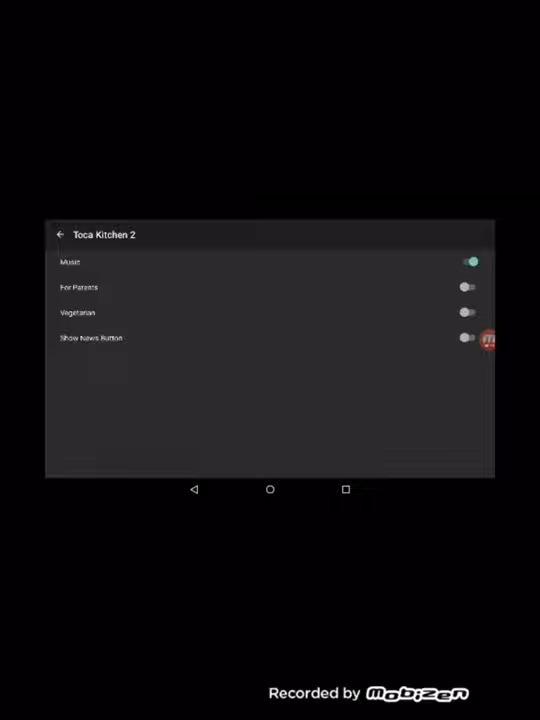 Toca Kitchen 2
Music
For Parents
Vegetarian
Show News Button
Recorded by mobizen